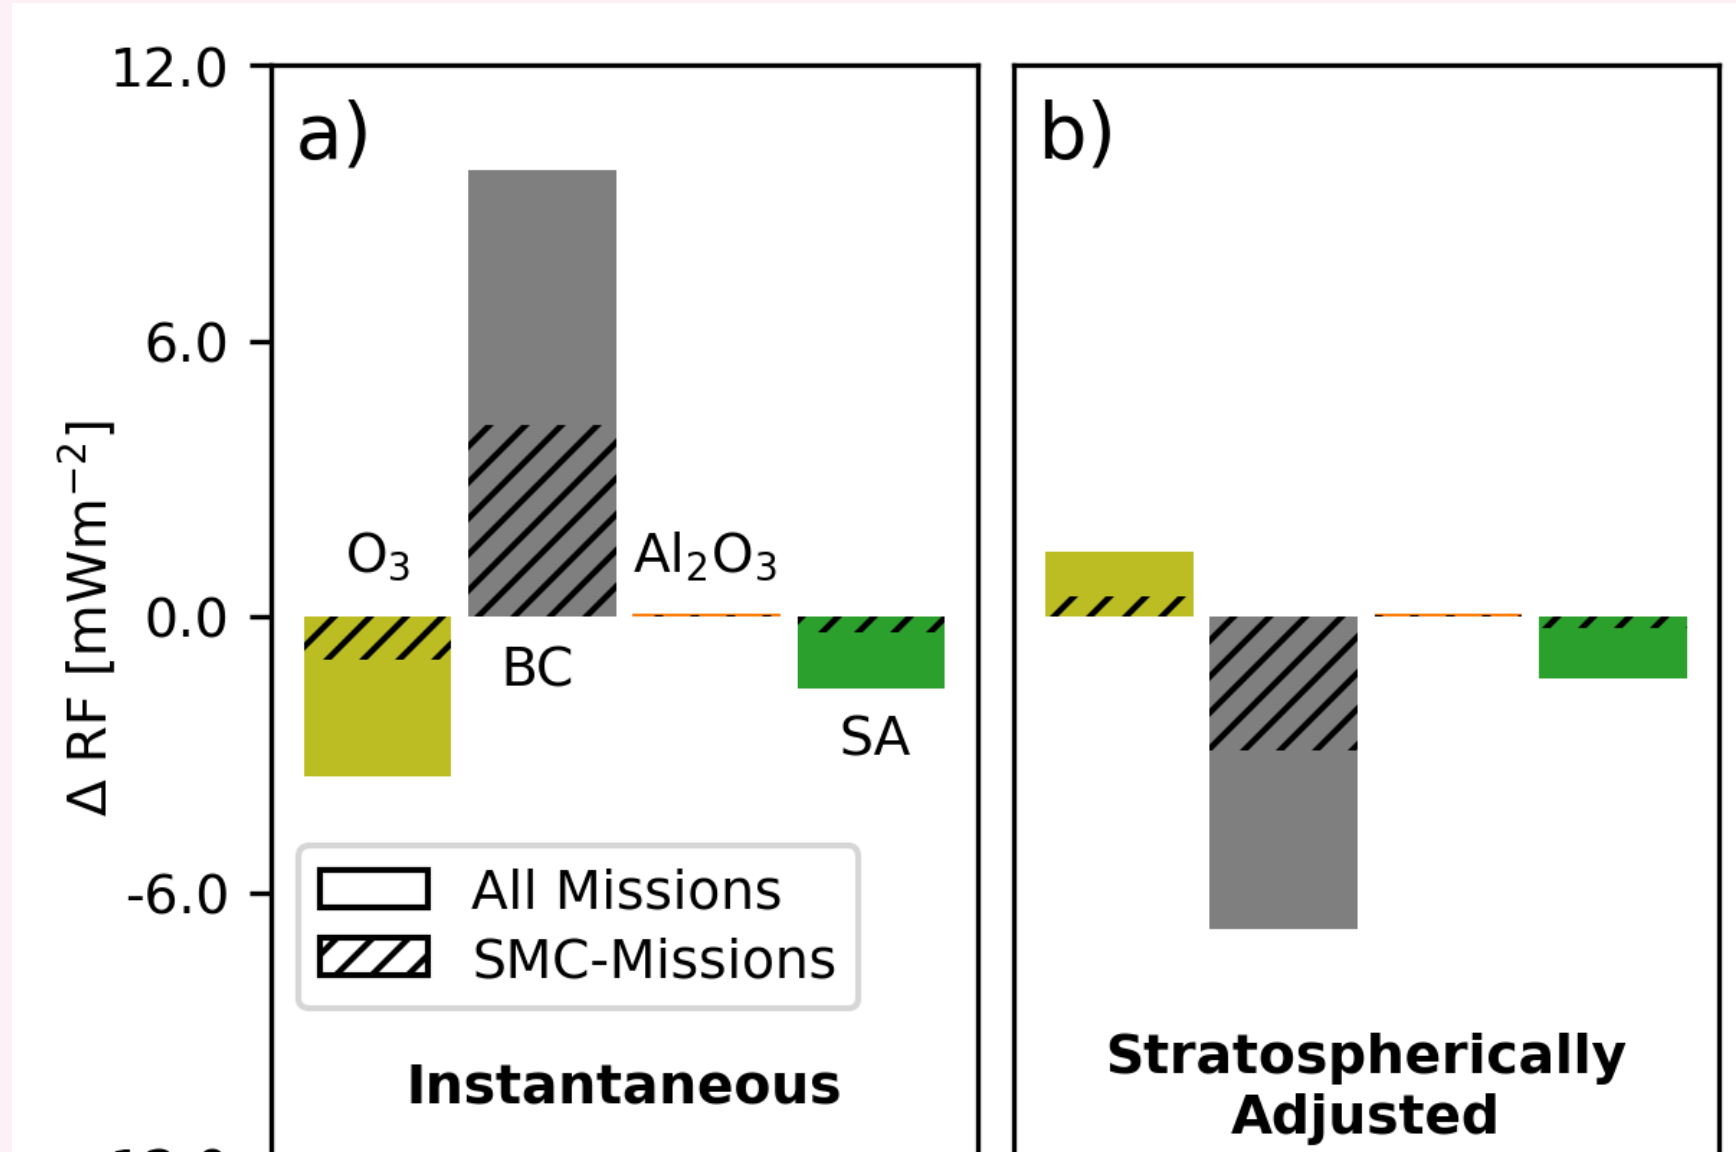 12.0
a)
b)
6.0
O₃
Al₂O₃
0.0
BC
SA
Δ RF [mWm⁻²]
-6.0
All Missions
SMC-Missions
Instantaneous
Stratospherically
Adjusted